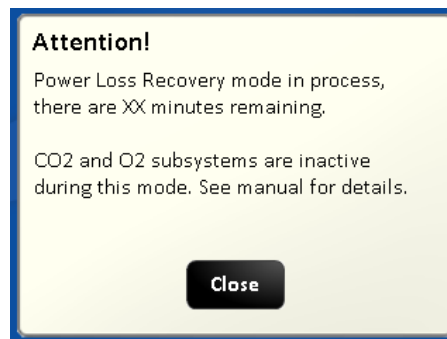 Attention!
Power Loss Recovery mode in process,
there are XX minutes remaining.
CO2 and O2 subsystems are inactive
during this mode. See manual for details.
Close